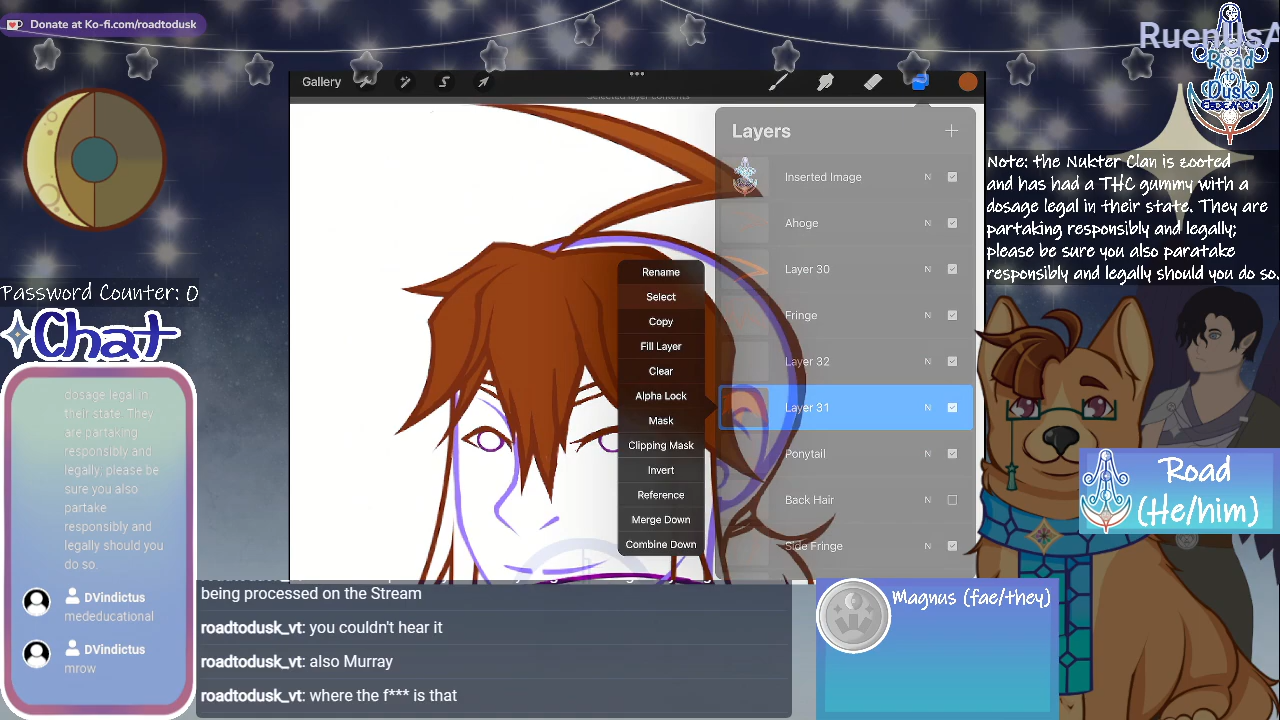 Donate at Ko-fi.com/roadtodusk
Road
to
Dusk
Note: the Nukter Clan is zooted
and has had a THC gummy with a
dosage legal in their state. They are
partaking responsibly and legally;
please be sure you also paratake
responsibly and legally should you do so.
Password Counter: 0
Chat
dosage legal in
their state. They
are partaking
responsibly and
legally, please be
sure you also
partake
responsibly and
legally should you
do so.
DVindictus
mededucational
DVindictus
mrow
Gallery
Layers
Inserted Image N
Ahoge N
Layer 30 N
Fringe N
Layer 32 N
Layer 31 N
Ponytail N
Back Hair N
Side Fringe N
Rename
Select
Copy
Fill Layer
Clear
Alpha Lock
Mask
Clipping Mask
Invert
Reference
Merge Down
Combine Down
being processed on the Stream
roadtodusk_vt: you couldn't hear it
roadtodusk_vt: also Murray
roadtodusk_vt: where the f*** is that
Road
(He/him)
Magnus (fae/they)